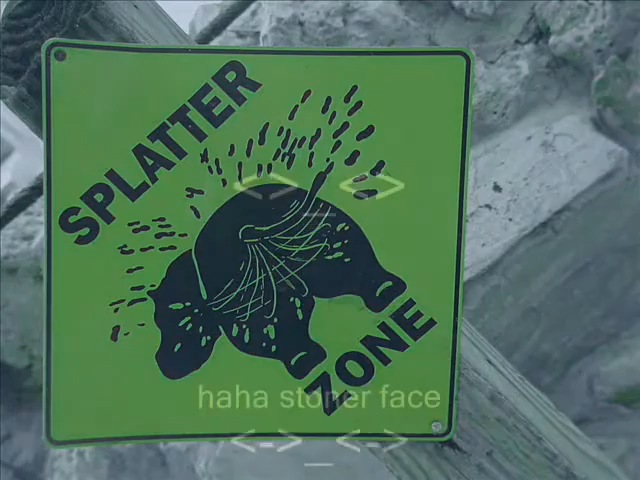 SPLATTER
ZONE
<> <>
_
haha stoner face
<-> <->
_